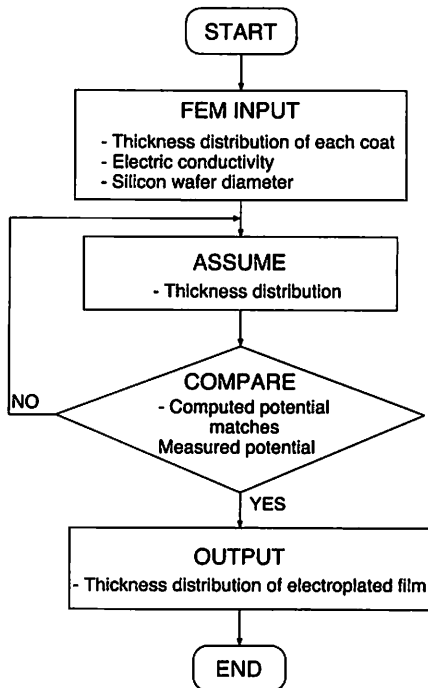 START
FEM INPUT
- Thickness distribution of each coat
- Electric conductivity
- Silicon wafer diameter
ASSUME
- Thickness distribution
COMPARE
- Computed potential
matches
Measured potential
NO
YES
OUTPUT
- Thickness distribution of electroplated film
END